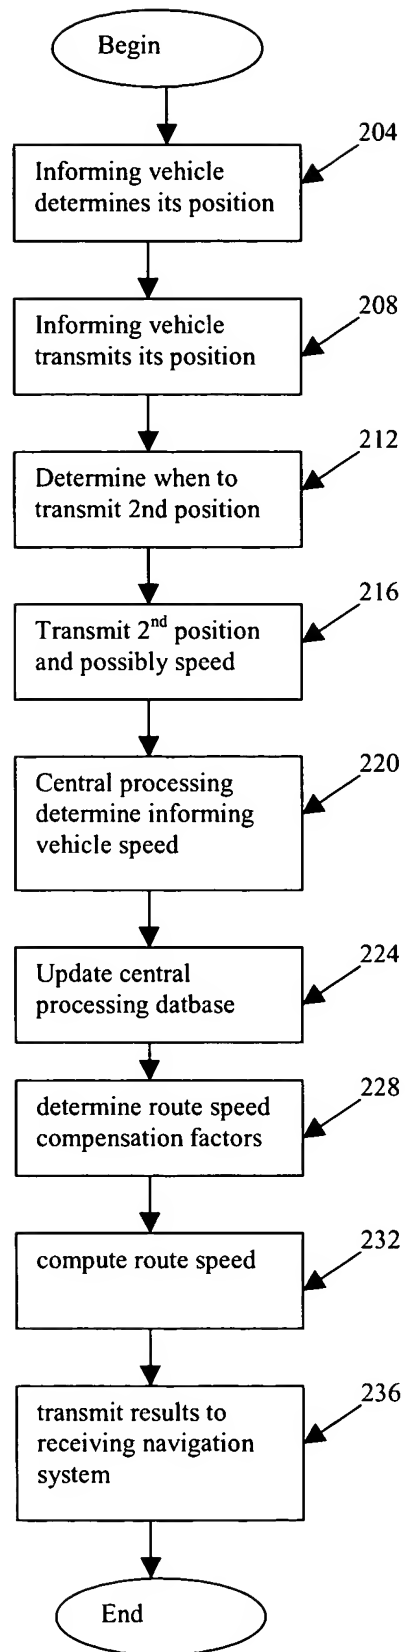 Begin
204
Informing vehicle
determines its position
208
Informing vehicle
transmits its position
212
Determine when to
transmit 2nd position
216
Transmit 2nd position
and possibly speed
220
Central processing
determine informing
vehicle speed
224
Update central
processing datbase
228
determine route speed
compensation factors
232
compute route speed
236
transmit results to
receiving navigation
system
End